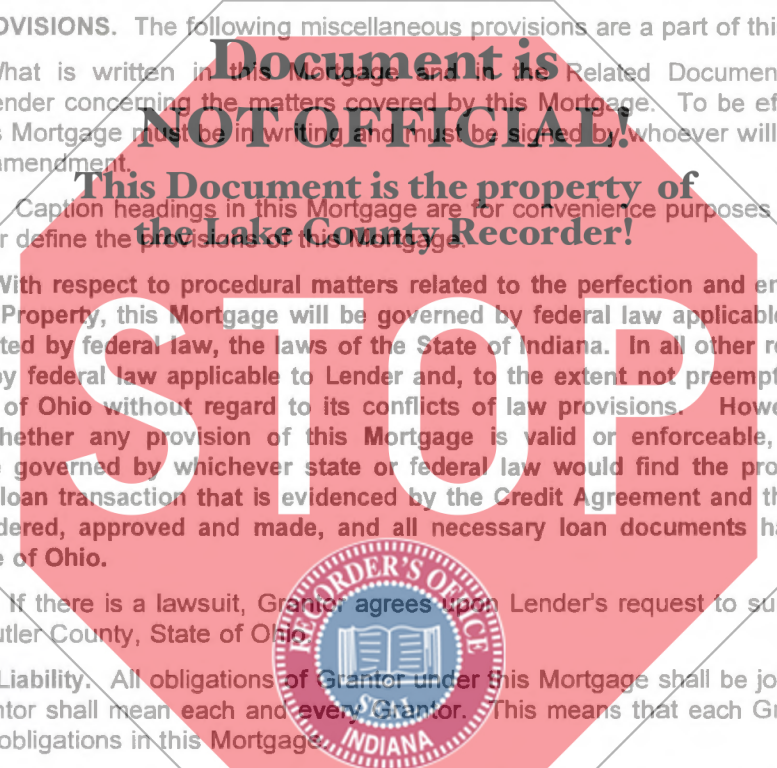 OVISIONS. The following miscellaneous provisions are a part of thi
What is written in this Mortgage and in the Related Documen
ender concerning the matters covered by this Mortgage. To be ef
s Mortgage must be in writing and must be signed by whoever will
amendment.
Caption headings in this Mortgage are for convenience purposes
r define the provisions of this Mortgage.
With respect to procedural matters related to the perfection and en
Property, this Mortgage will be governed by federal law applicable
ted by federal law, the laws of the State of Indiana. In all other re
by federal law applicable to Lender and, to the extent not preempt
of Ohio without regard to its conflicts of law provisions. Howe
hether any provision of this Mortgage is valid or enforceable,
governed by whichever state or federal law would find the pro
loan transaction that is evidenced by the Credit Agreement and th
dered, approved and made, and all necessary loan documents ha
e of Ohio.
If there is a lawsuit, Grantor agrees upon Lender's request to su
utler County, State of Ohio.
Liability. All obligations of Grantor under this Mortgage shall be jo
ntor shall mean each and every Grantor. This means that each Gr
obligations in this Mortgage.
Document is
NOT OFFICIAL!
This Document is the property of
the Lake County Recorder!
STOP
RECORDER'S OFFICE
SEAL
INDIANA